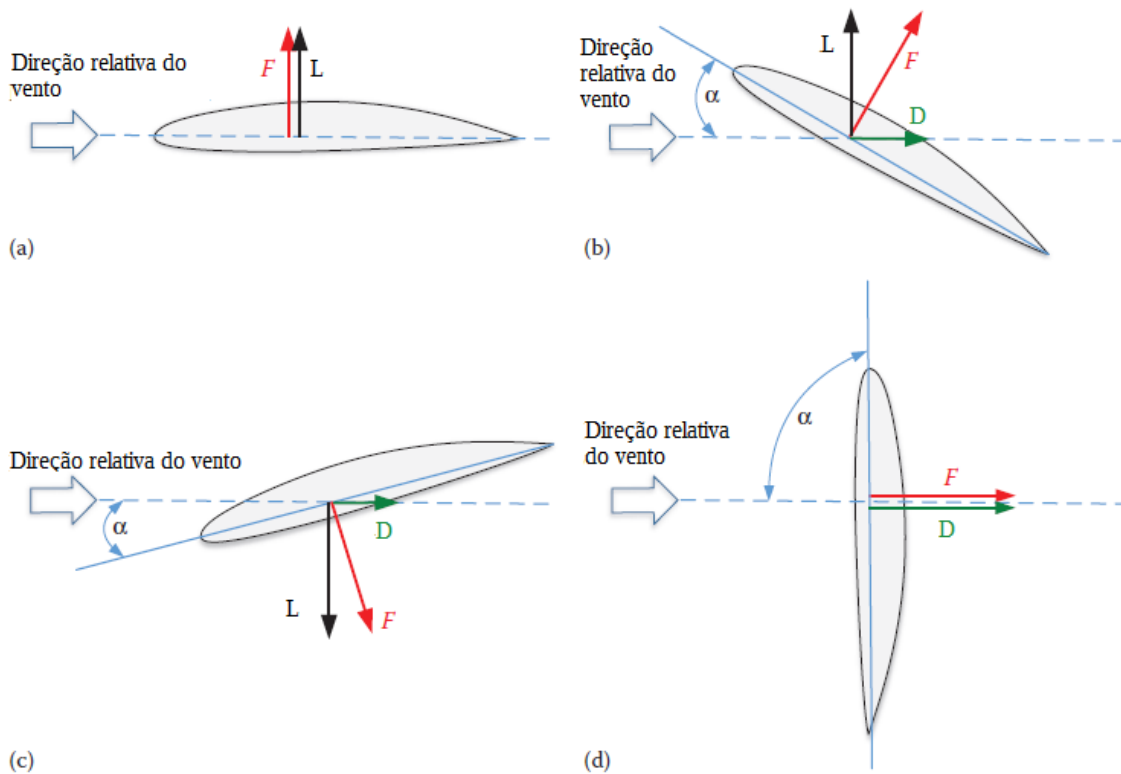 Direção relativa do
vento
F
L
(a)
Direção
relativa do
vento
α
L
F
D
(b)
Direção relativa do vento
α
D
L
F
(c)
Direção relativa
do vento
α
F
D
(d)